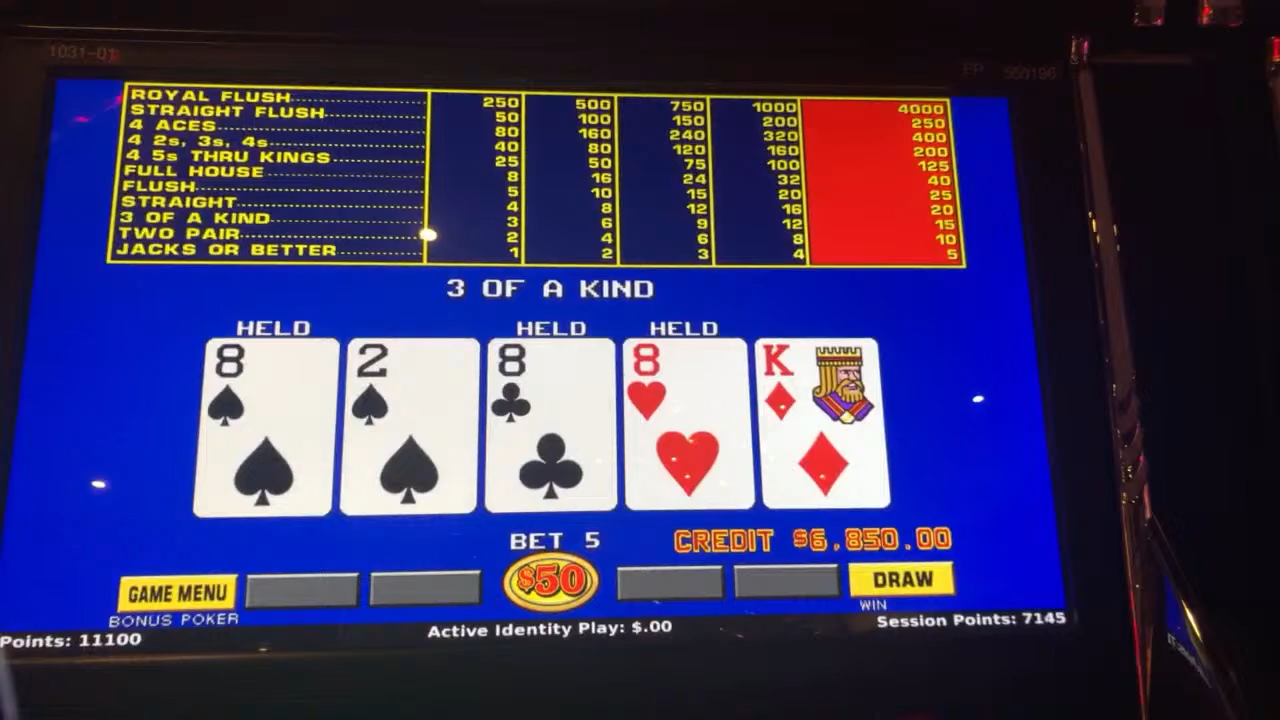 1031-01
EP 550196
ROYAL FLUSH 250 500 750 1000 4000
STRAIGHT FLUSH 50 100 150 200 250
4 ACES 80 160 240 320 400
4 2s, 3s, 4s 40 80 120 160 200
4 5s THRU KINGS 25 50 75 100 125
FULL HOUSE 8 16 24 32 40
FLUSH 5 10 15 20 25
STRAIGHT 4 8 12 16 20
3 OF A KIND 3 6 9 12 15
TWO PAIR 2 4 6 8 10
JACKS OR BETTER 1 2 3 4 5
3 OF A KIND
HELD HELD HELD
8 2 8 8 K
BET 5 CREDIT $6,850.00
GAME MENU $50 DRAW
BONUS POKER WIN
Points: 11100 Active Identity Play: $.00 Session Points: 7145